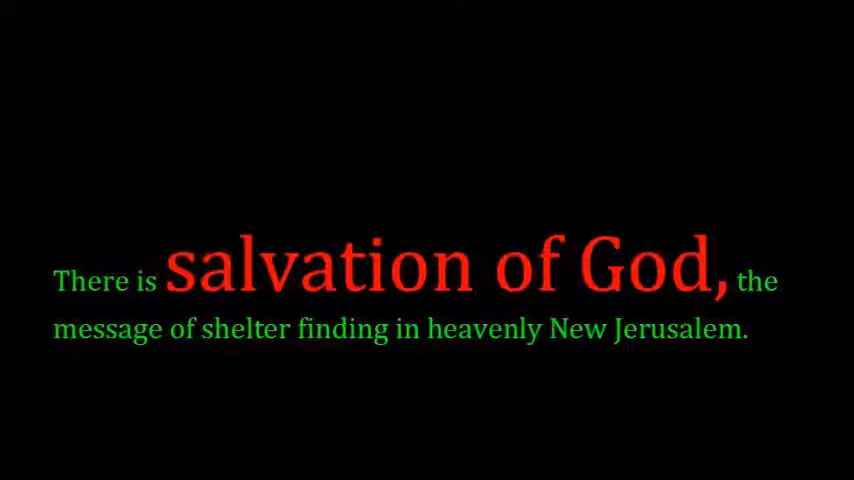 There is salvation of God, the
message of shelter finding in heavenly New Jerusalem.